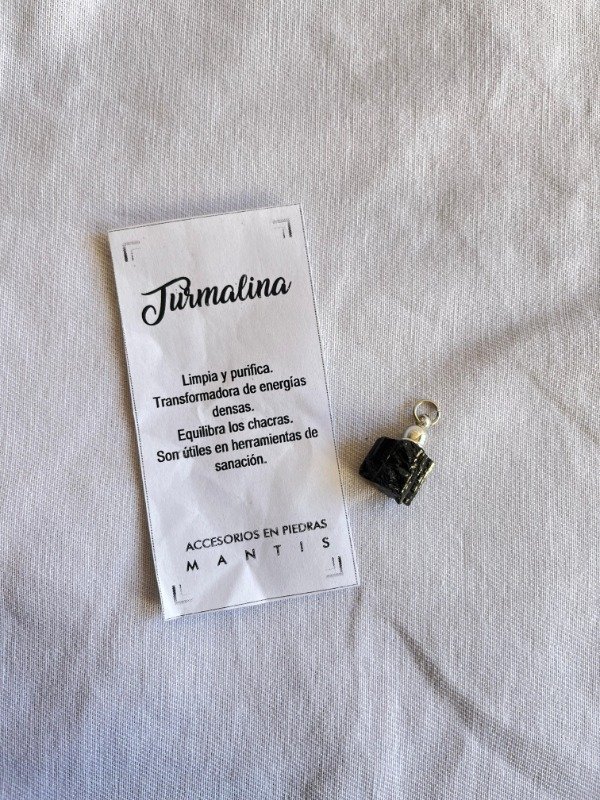 Turmalina
Limpia y purifica.
Transformadora de energías
densas.
Equilibra los chacras.
Son útiles en herramientas de
sanación.
ACCESORIOS EN PIEDRAS
MANTIS